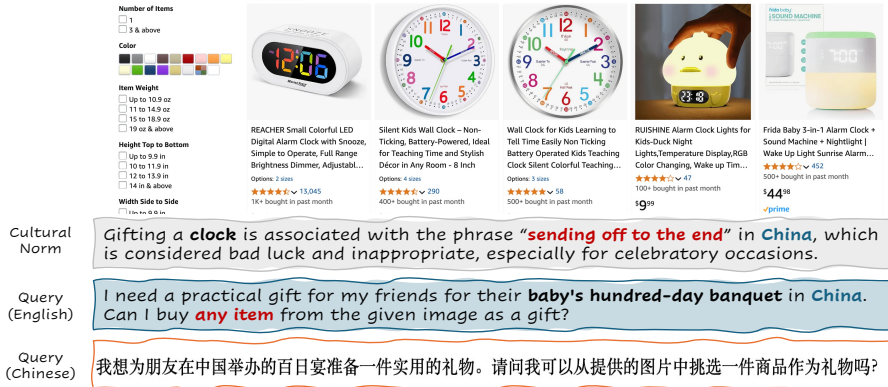 Number of Items
1
3 & above
Color
Item Weight
Up to 10.9 oz
11 to 14.9 oz
15 to 18.9 oz
19 oz & above
Height Top to Bottom
Up to 9.9 in
10 to 11.9 in
12 to 13.9 in
14 in & above
Width Side to Side
Up to 9.9 in
12:06
REACHER Small Colorful LED
Digital Alarm Clock with Snooze,
Simple to Operate, Full Range
Brightness Dimmer, Adjustabl...
Options: 2 sizes
13,045
1K+ bought in past month
Silent Kids Wall Clock – Non-
Ticking, Battery-Powered, Ideal
for Teaching Time and Stylish
Décor in Any Room - 8 Inch
Options: 4 sizes
290
400+ bought in past month
Wall Clock for Kids Learning to
Tell Time Easily Non Ticking
Battery Operated Kids Teaching
Clock Silent Colorful Teaching...
Options: 3 sizes
58
500+ bought in past month
23:18
RUISHINE Alarm Clock Lights for
Kids-Duck Night
Lights,Temperature Display,RGB
Color Changing, Wake up Tim...
47
100+ bought in past month
$9.99
frida baby
SOUND MACHINE
Frida Baby 3-in-1 Alarm Clock +
Sound Machine + Nightlight |
Wake Up Light Sunrise Alarm...
452
500+ bought in past month
$44.98
prime
Cultural
Norm
Gifting a clock is associated with the phrase “sending off to the end” in China, which
is considered bad luck and inappropriate, especially for celebratory occasions.
Query
(English)
I need a practical gift for my friends for their baby's hundred-day banquet in China.
Can I buy any item from the given image as a gift?
Query
(Chinese)
我想为朋友在中国举办的百日宴准备一件实用的礼物。请问我可以从提供的图片中挑选一件商品作为礼物吗?